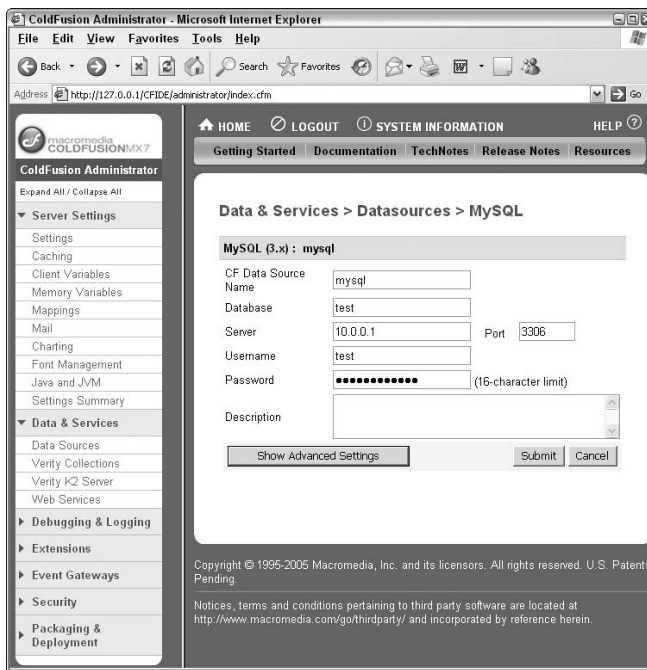 ColdFusion Administrator - Microsoft Internet Explorer
File Edit View Favorites Tools Help
Back Search Favorites
Address http://127.0.0.1/CFIDE/administrator/index.cfm Go
macromedia
COLDFUSION MX7
ColdFusion Administrator
Expand All / Collapse All
Server Settings
Settings
Caching
Client Variables
Memory Variables
Mappings
Mail
Charting
Font Management
Java and JVM
Settings Summary
Data & Services
Data Sources
Verity Collections
Verity K2 Server
Web Services
Debugging & Logging
Extensions
Event Gateways
Security
Packaging &
Deployment
HOME LOGOUT SYSTEM INFORMATION HELP
Getting Started Documentation TechNotes Release Notes Resources
Data & Services > Datasources > MySQL
MySQL (3.x) : mysql
CF Data Source
Name mysql
Database test
Server 10.0.0.1 Port 3306
Username test
Password •••••••••••• (16-character limit)
Description
Show Advanced Settings Submit Cancel
Copyright © 1995-2005 Macromedia, Inc. and its licensors. All rights reserved. U.S. Patents
Pending.
Notices, terms and conditions pertaining to third party software are located at
http://www.macromedia.com/go/thirdparty/ and incorporated by reference herein.